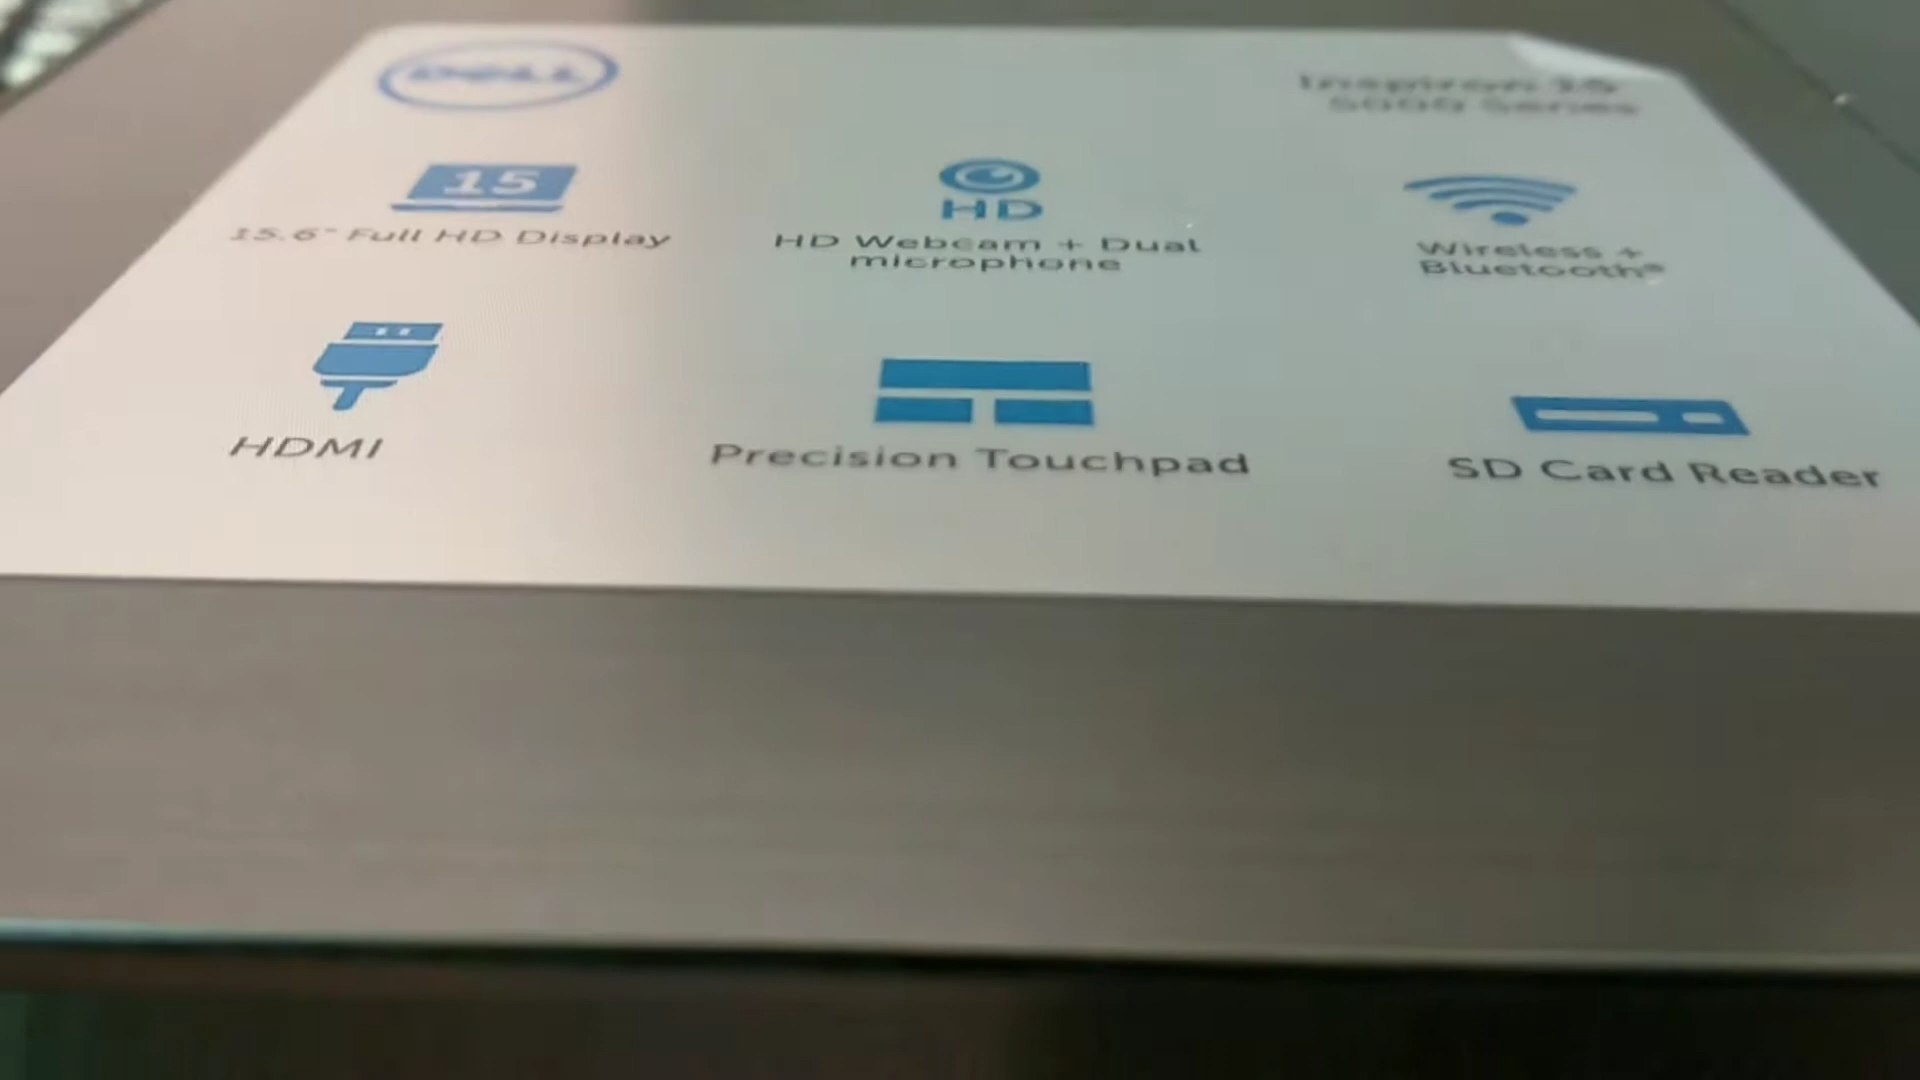 DELL
Inspiron 15
5000 Series
15
15.6" Full HD Display
HD
HD Webcam + Dual
microphone
Wireless +
Bluetooth®
HDMI
Precision Touchpad
SD Card Reader